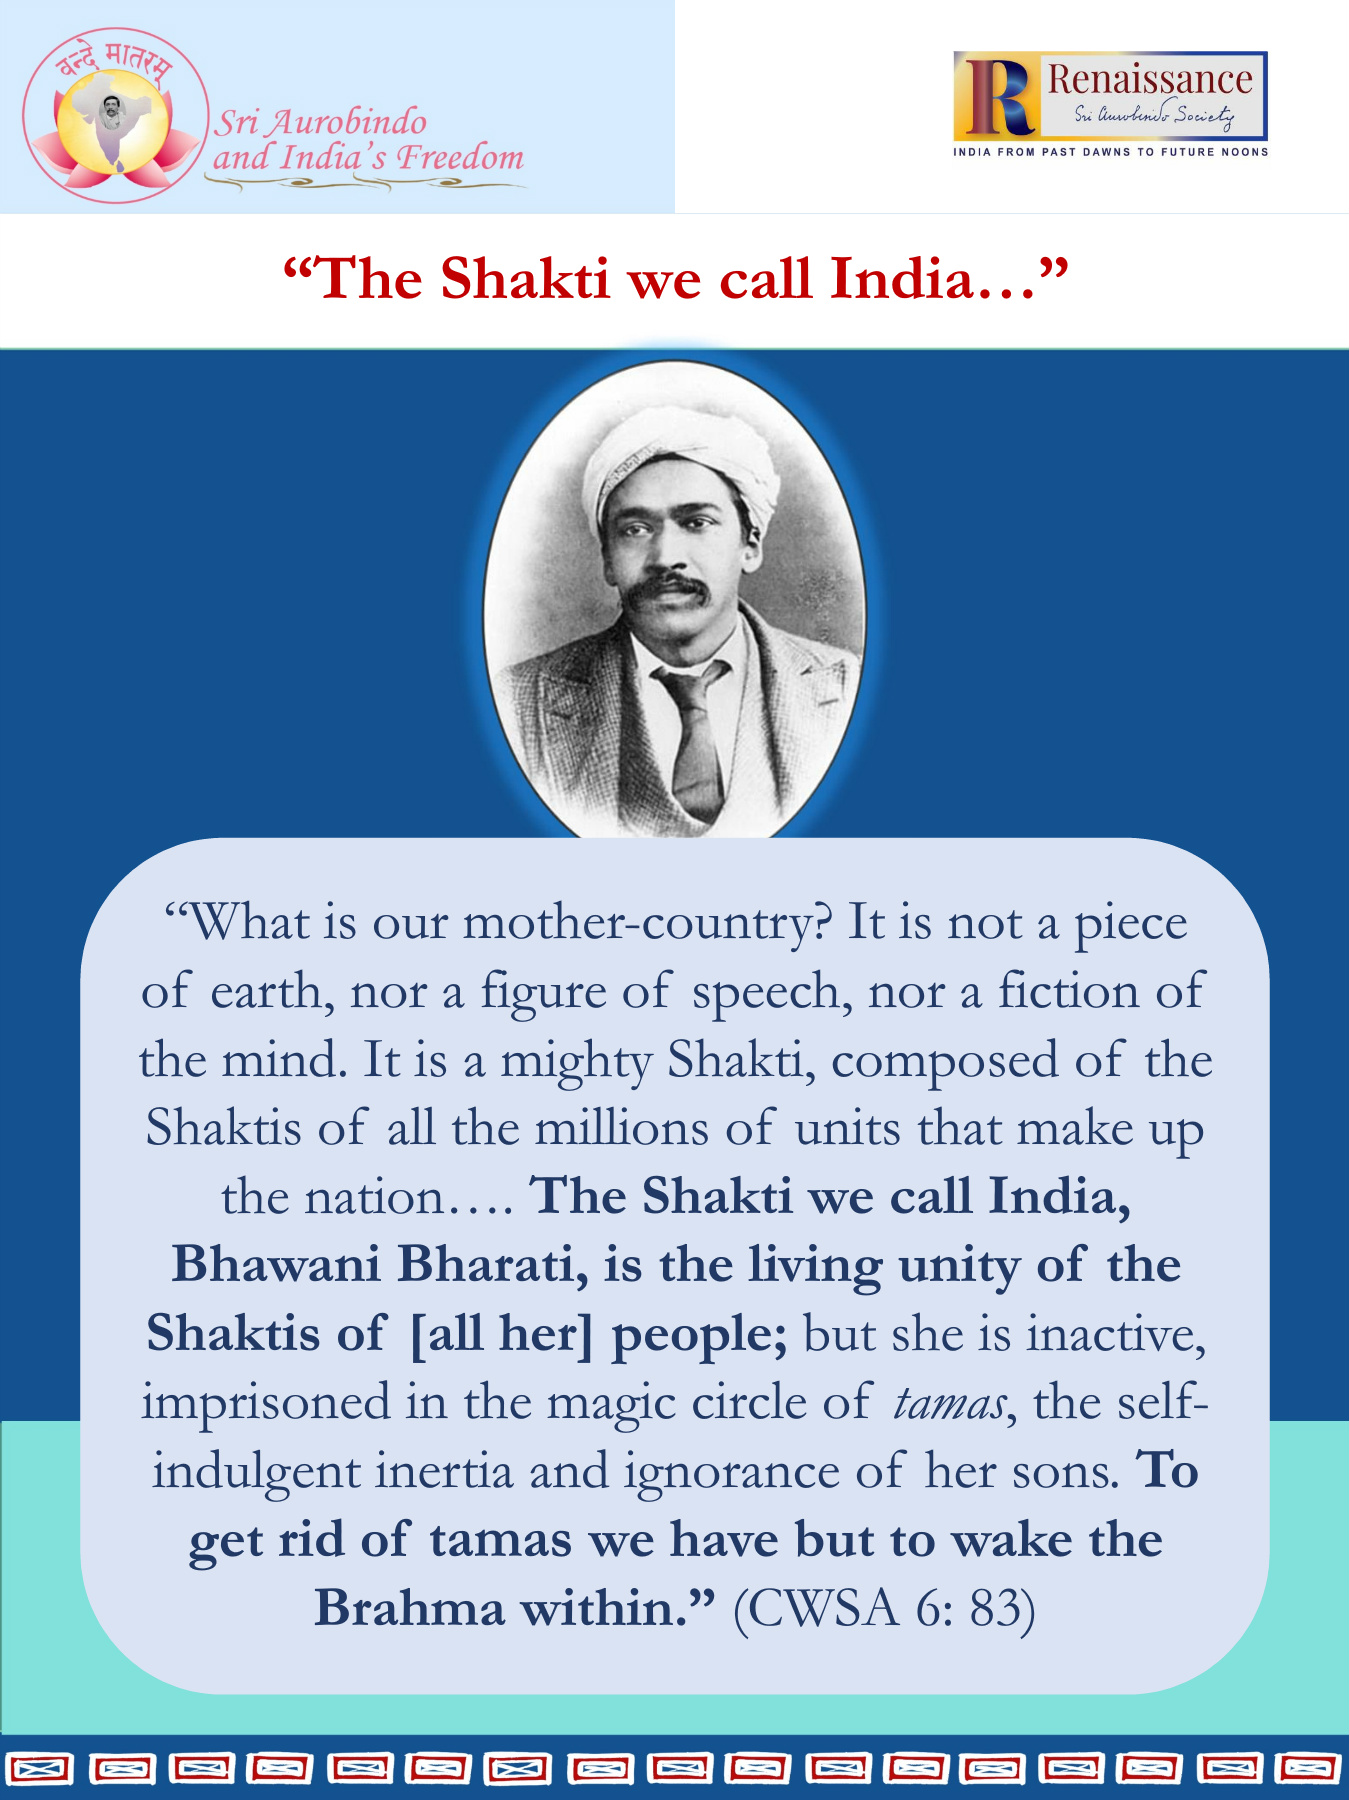 वन्दे मातरम्
Sri Aurobindo
and India's Freedom
R Renaissance
Sri Aurobindo Society
INDIA FROM PAST DAWNS TO FUTURE NOONS
“The Shakti we call India…”
“What is our mother-country? It is not a piece
of earth, nor a figure of speech, nor a fiction of
the mind. It is a mighty Shakti, composed of the
Shaktis of all the millions of units that make up
the nation…. The Shakti we call India,
Bhawani Bharati, is the living unity of the
Shaktis of [all her] people; but she is inactive,
imprisoned in the magic circle of tamas, the self-
indulgent inertia and ignorance of her sons. To
get rid of tamas we have but to wake the
Brahma within.” (CWSA 6: 83)